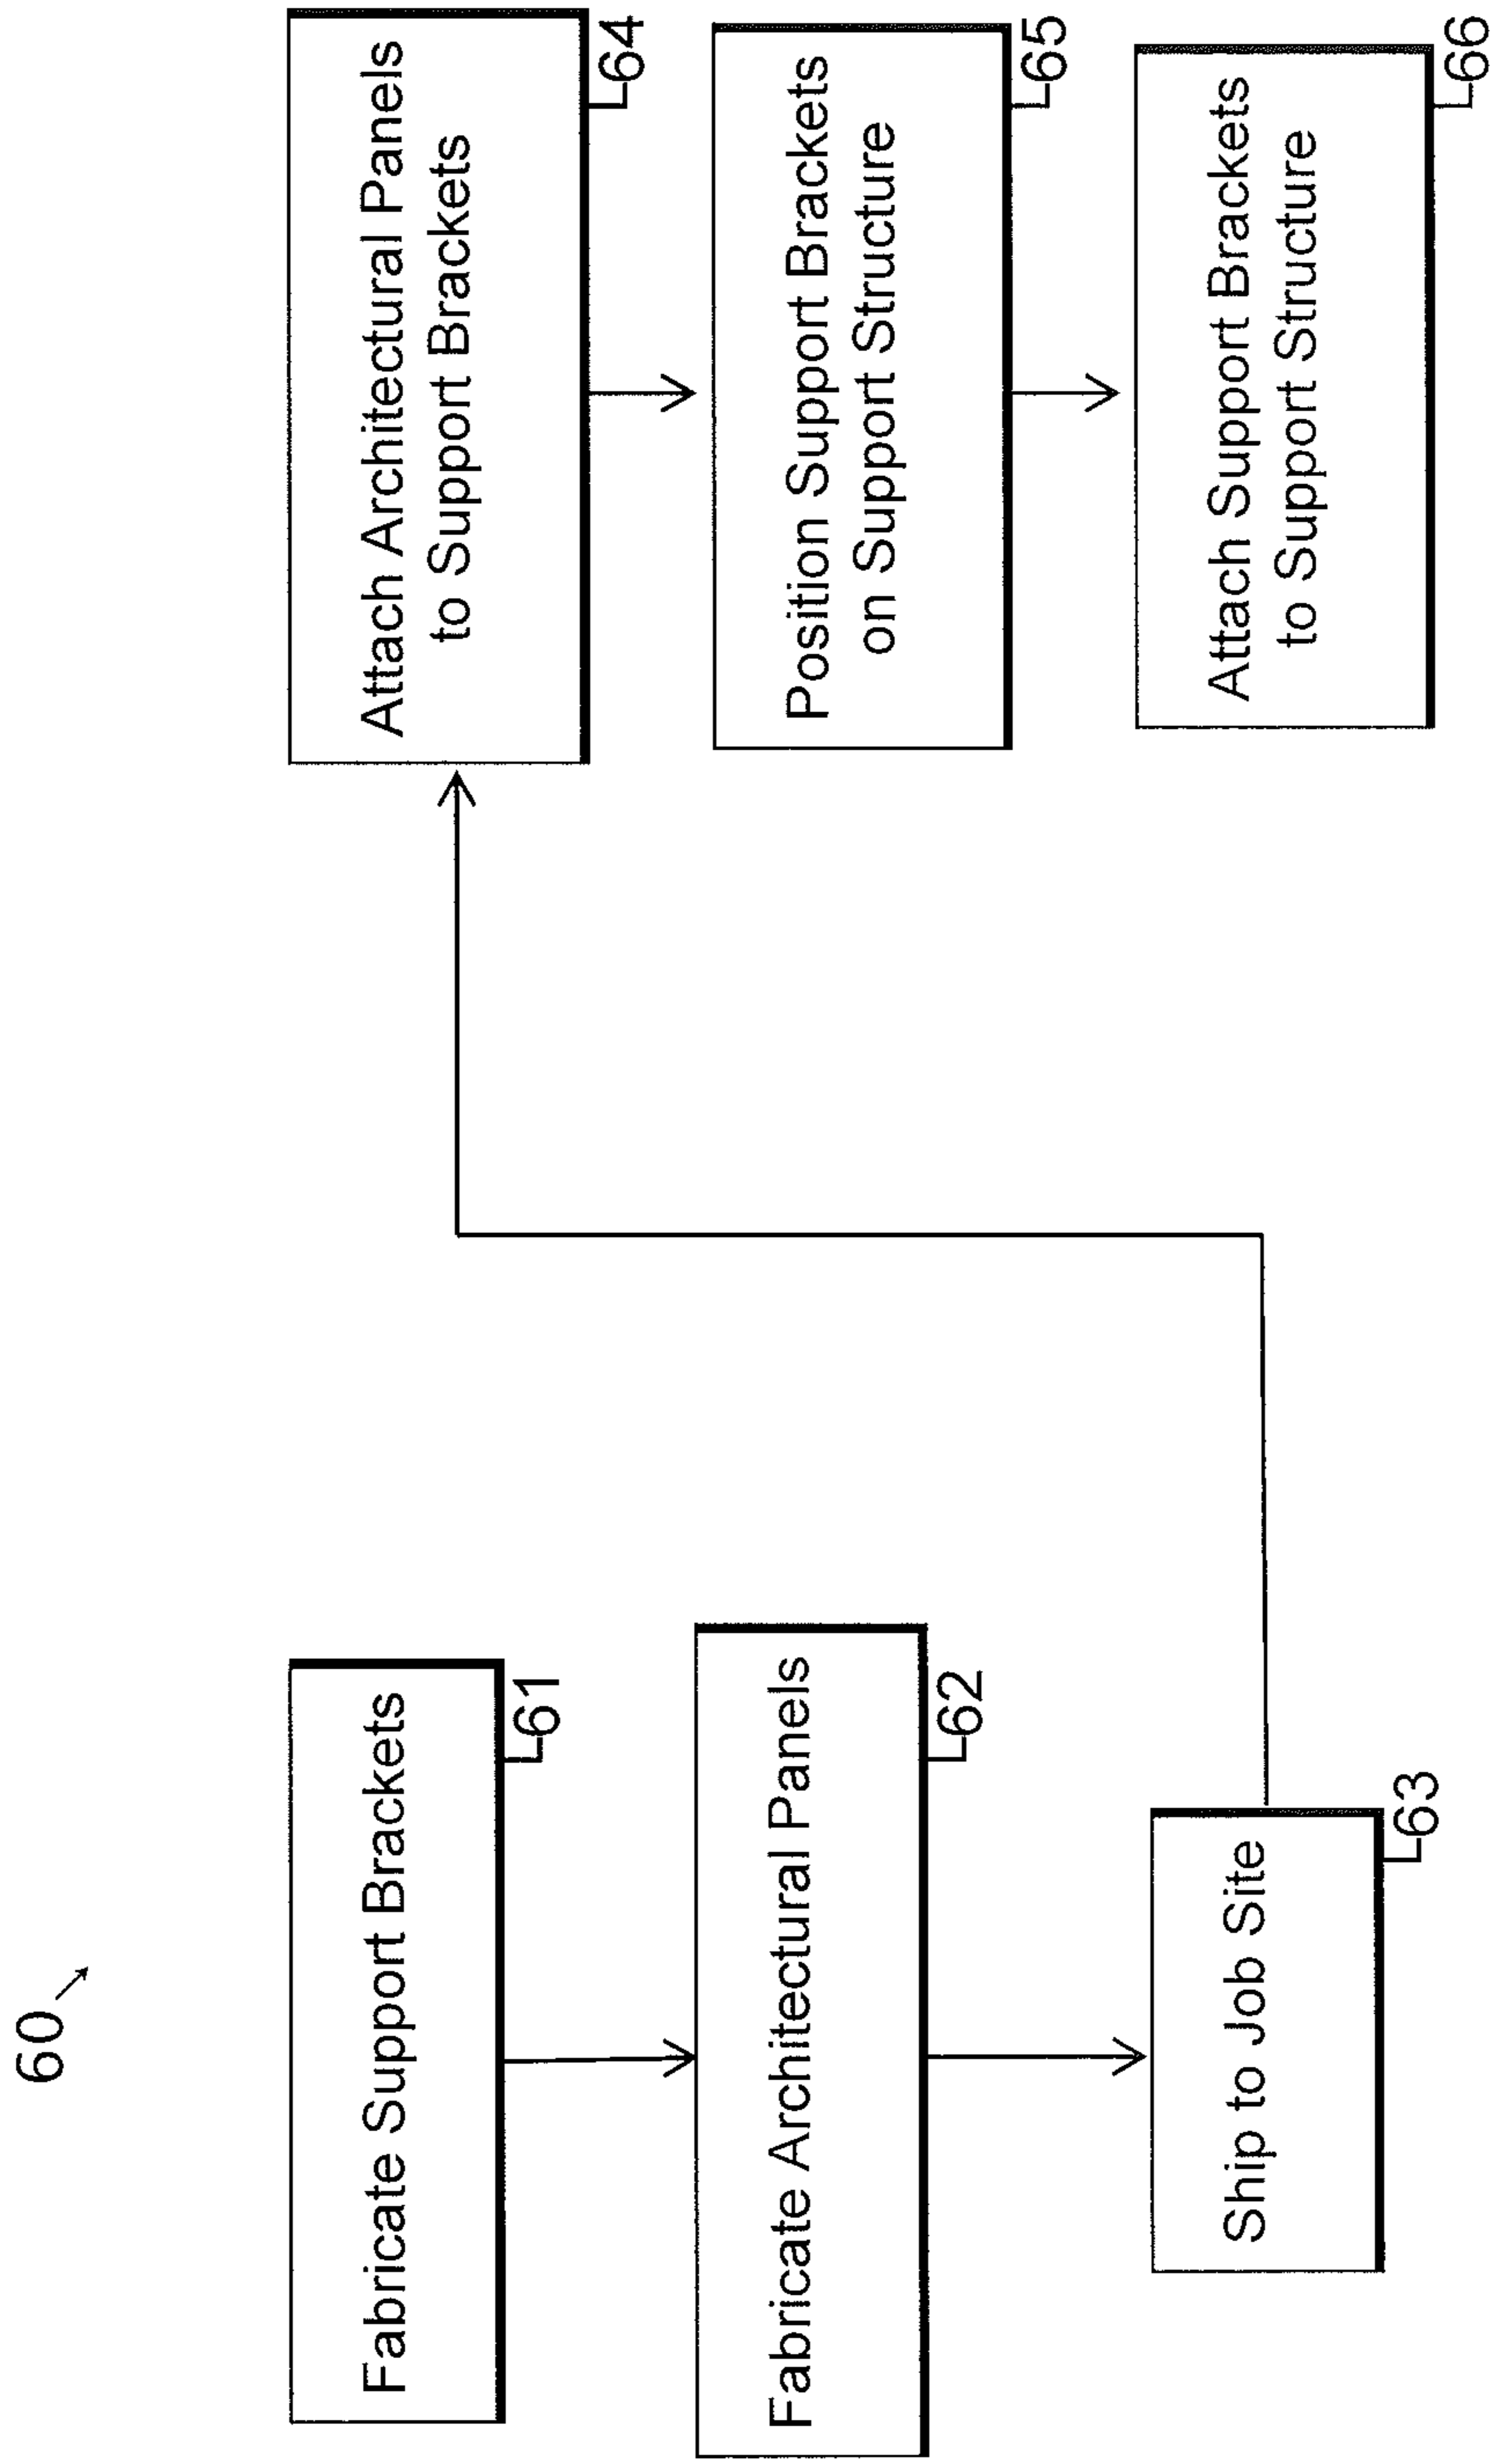 60
Fabricate Support Brackets
61
Fabricate Architectural Panels
62
Ship to Job Site
63
Attach Architectural Panels
to Support Brackets
64
Position Support Brackets
on Support Structure
65
Attach Support Brackets
to Support Structure
66